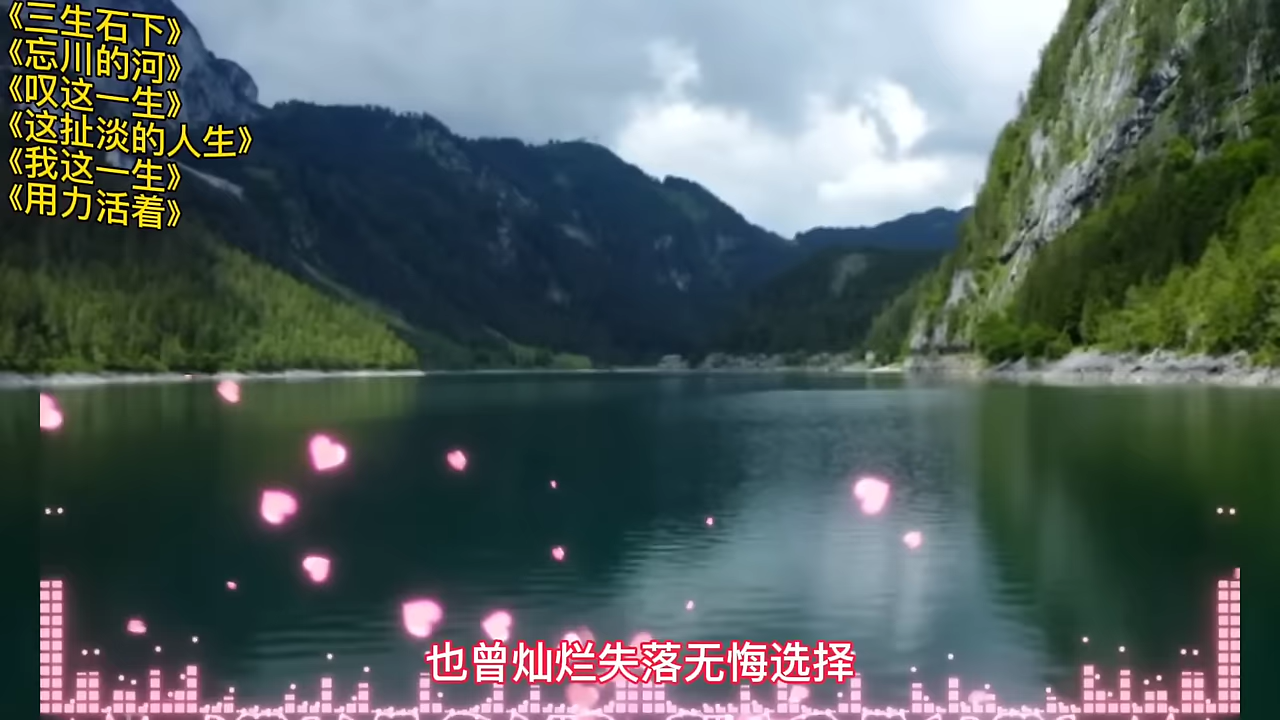 《三生石下》
《忘川的河》
《叹这一生》
《这扯淡的人生》
《我这一生》
《用力活着》
也曾灿烂失落无悔选择